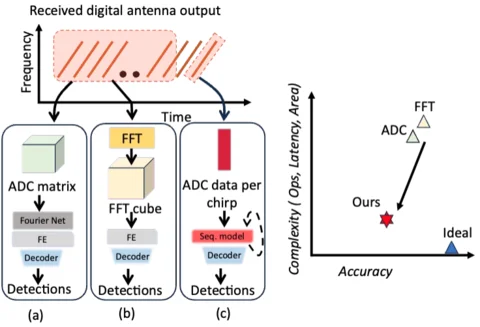 Received digital antenna output
Frequency
Time
ADC matrix
Fourier Net
FE
Decoder
Detections
(a)
FFT
FFT cube
FE
Decoder
Detections
(b)
ADC data per
chirp
Seq. model
Decoder
Detections
(c)
Complexity ( Ops, Latency, Area)
FFT
ADC
Ours
Ideal
Accuracy